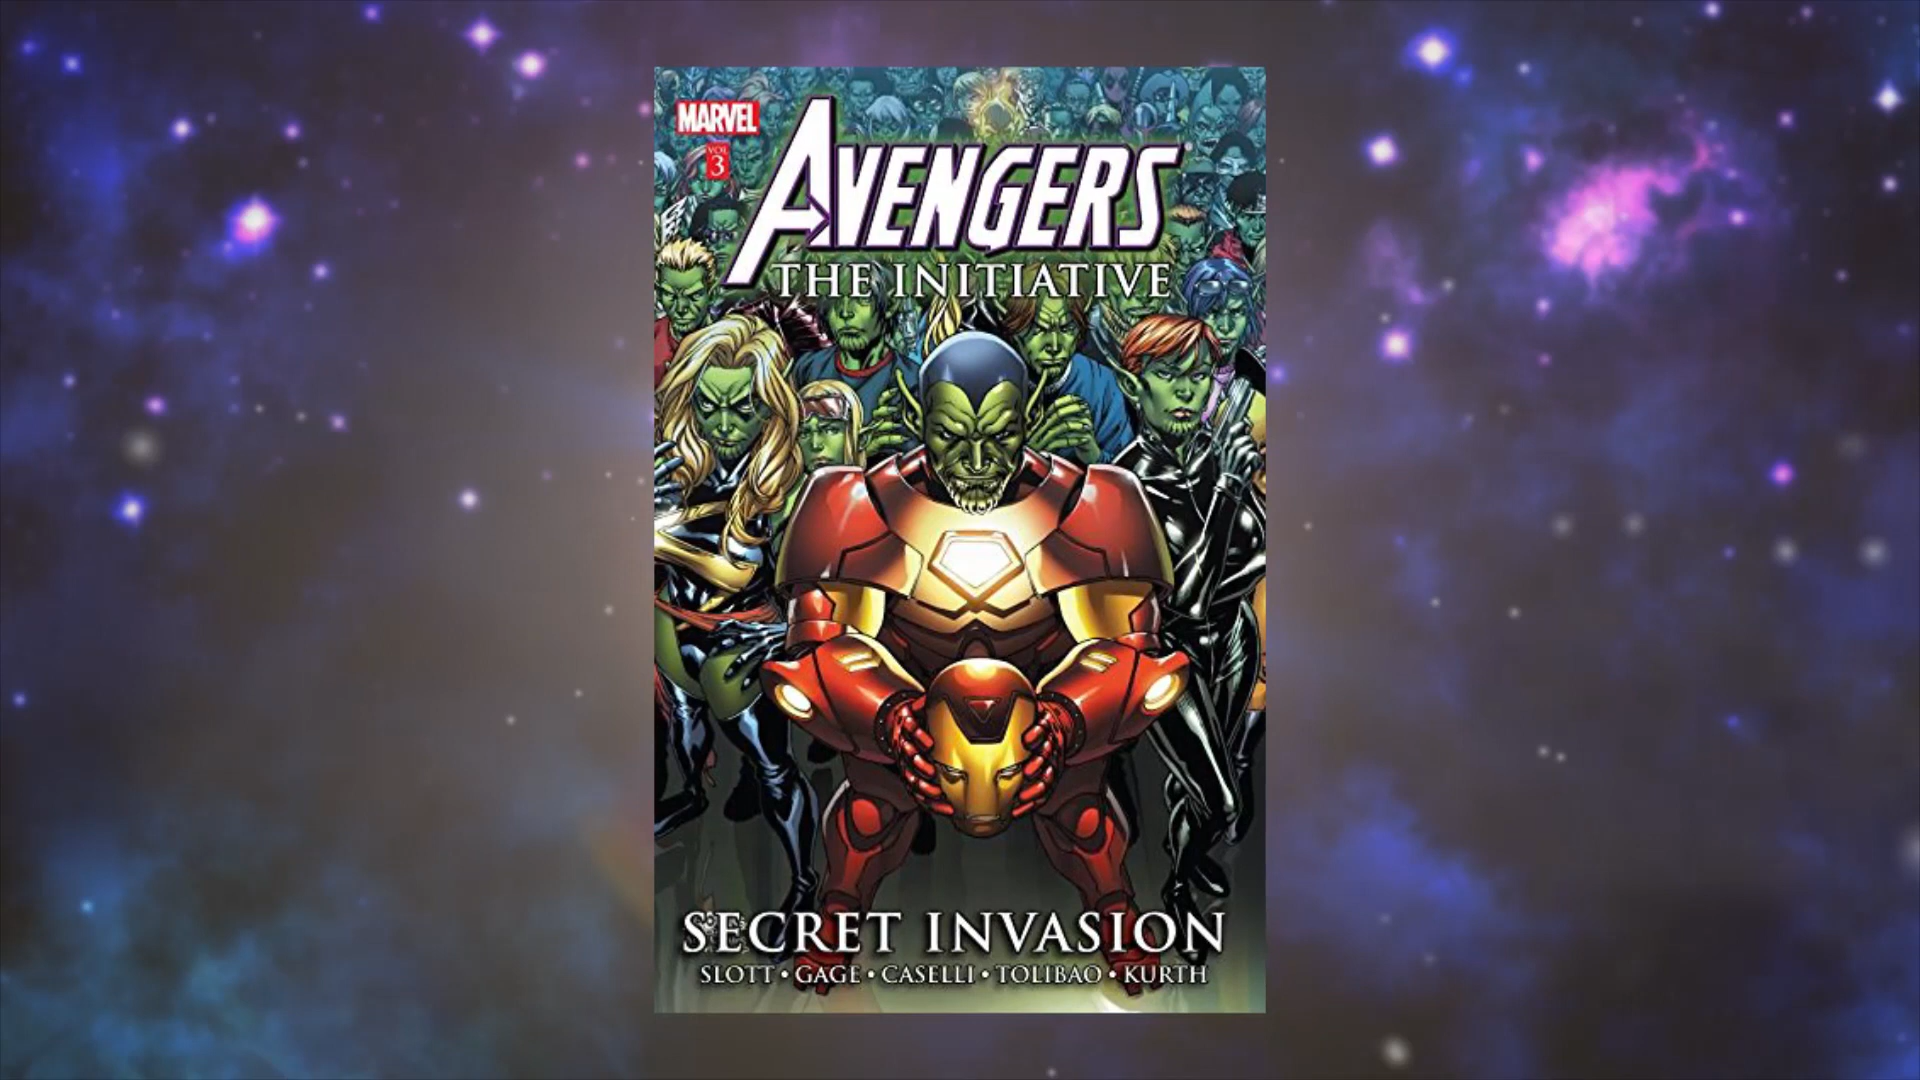 MARVEL
VOL
3
AVENGERS
THE INITIATIVE
SECRET INVASION
SLOTT • GAGE • CASELLI • TOLIBAO • KURTH